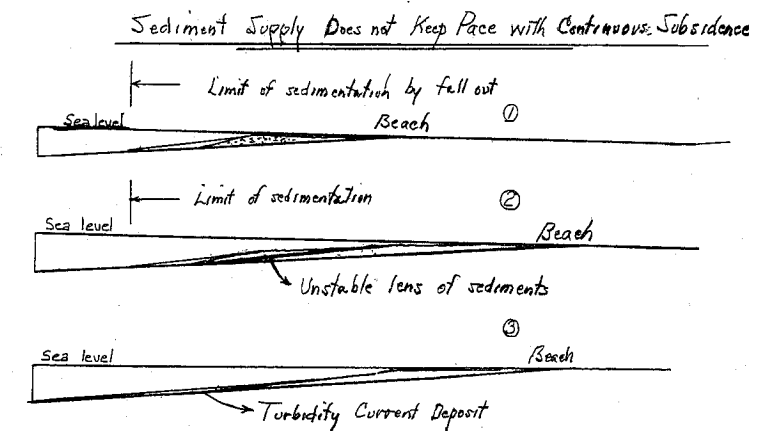 Sediment Supply Does not Keep Pace with Continuous Subsidence
Limit of sedimentation by fall out
Sea level
Beach
①
Limit of sedimentation
②
Sea level
Beach
Unstable lens of sediments
③
Sea level
Beach
Turbidity Current Deposit